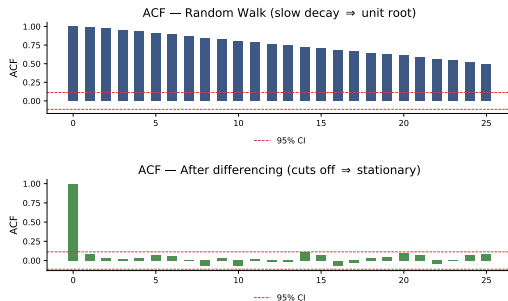 ACF — Random Walk (slow decay ⇒ unit root)
1.00
0.75
0.50
0.25
0.00
ACF
0 5 10 15 20 25
95% CI
ACF — After differencing (cuts off ⇒ stationary)
1.00
0.75
0.50
0.25
0.00
ACF
0 5 10 15 20 25
95% CI